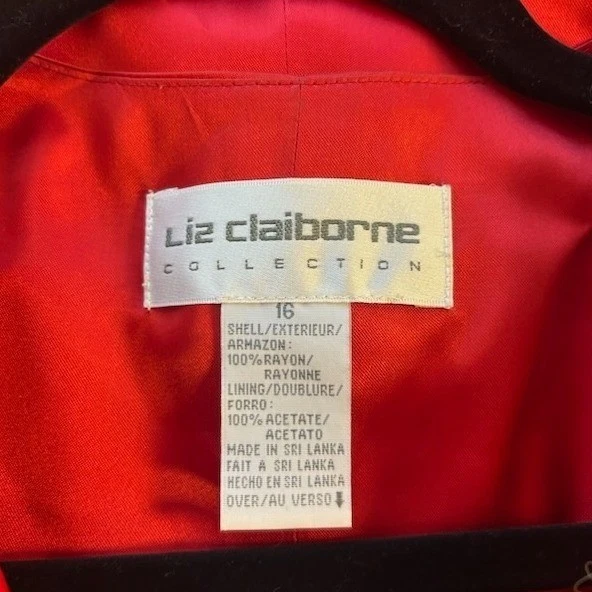 Liz claiborne
COLLECTION
16
SHELL/EXTERIEUR/
ARMAZON:
100% RAYON/
RAYONNE
LINING/DOUBLURE/
FORRO:
100% ACETATE/
ACETATO
MADE IN SRI LANKA
FAIT A SRI LANKA
HECHO EN SRI LANKA
OVER/AU VERSO⬇